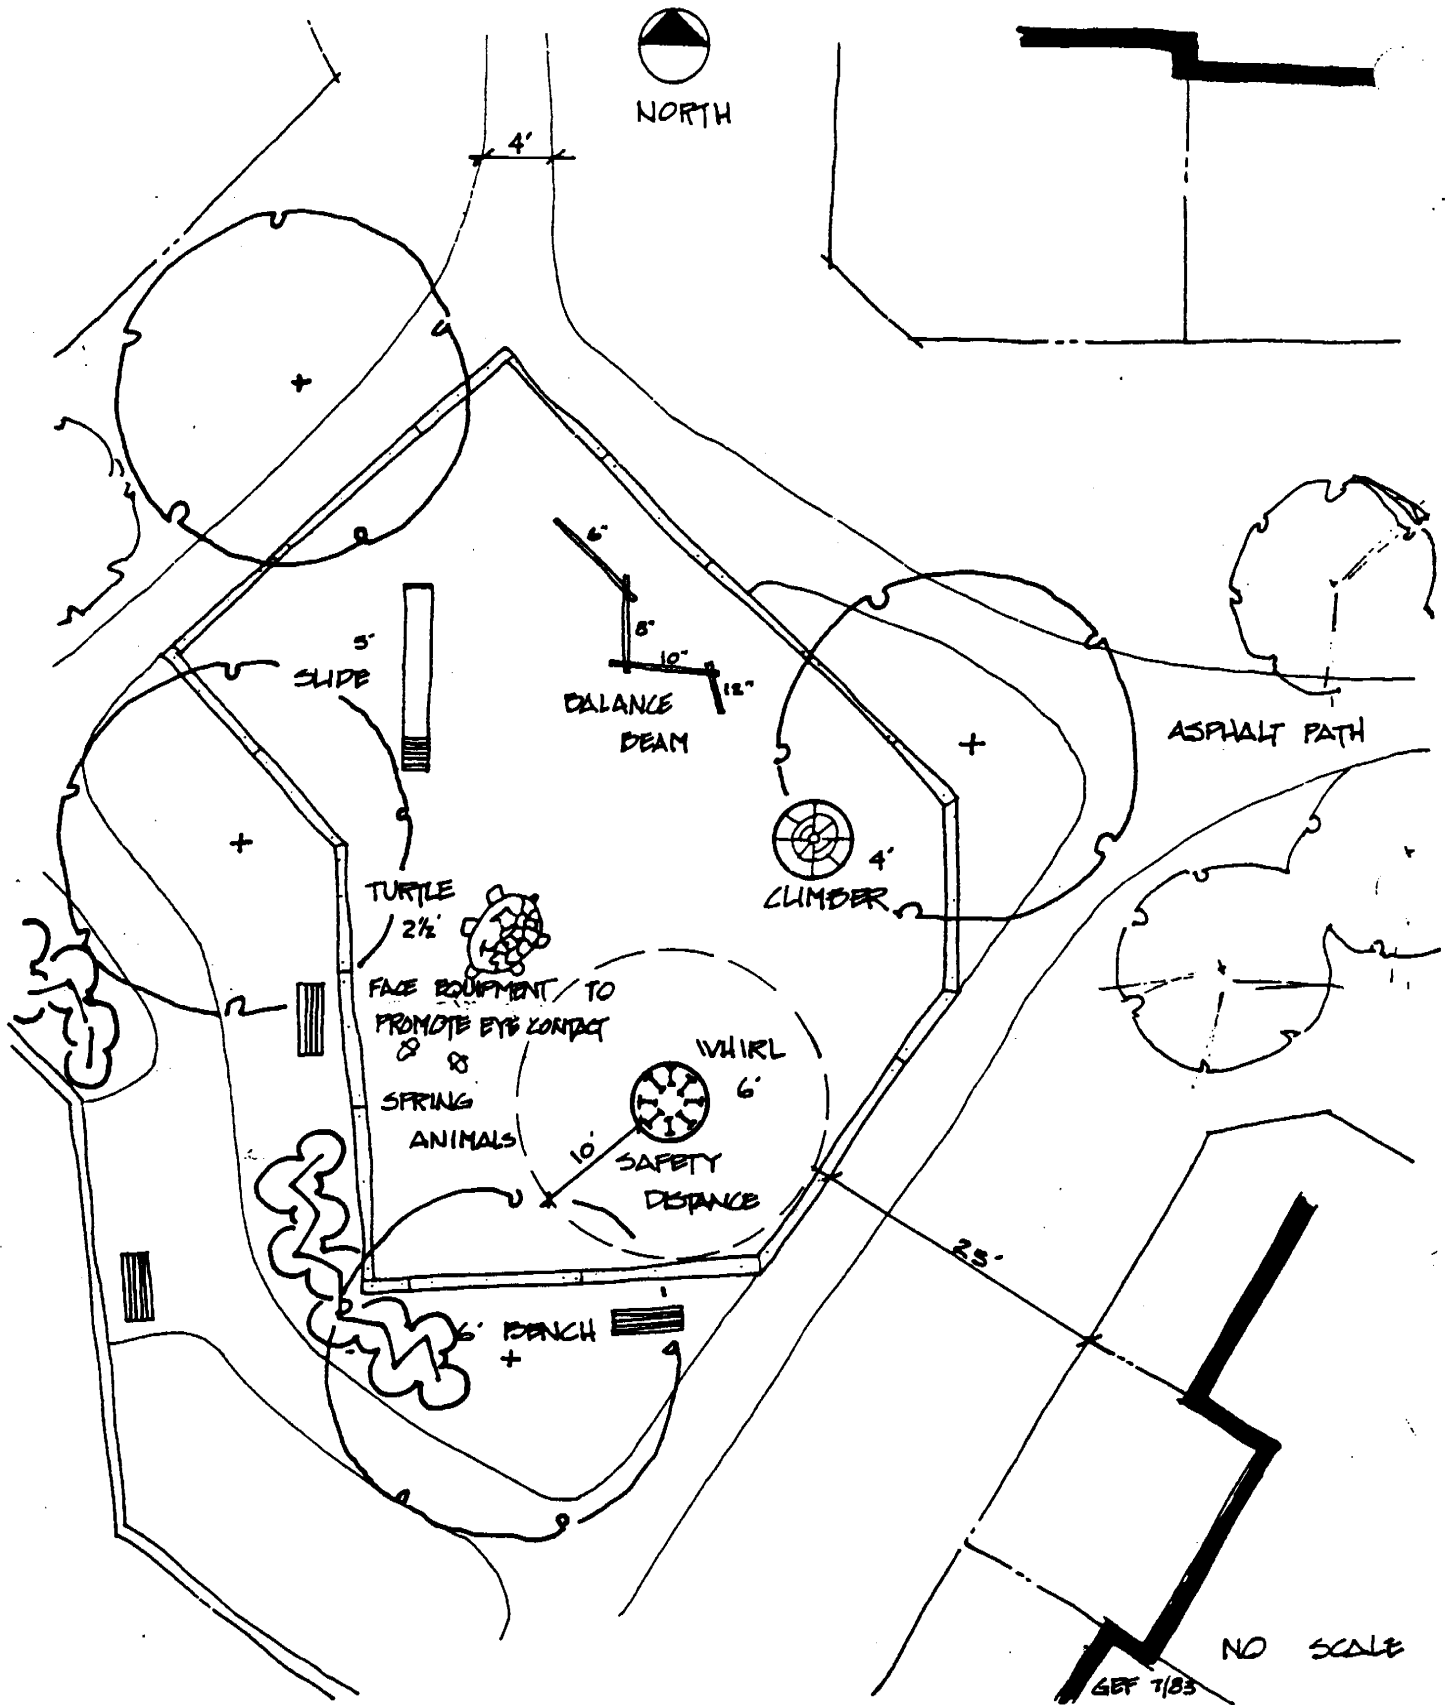 NORTH
4'
6"
8"
10"
12"
BALANCE
BEAM
5'
SLIDE
ASPHALT PATH
4'
CLIMBER
TURTLE
2½'
FACE EQUIPMENT TO
PROMOTE EYE CONTACT
SPRING
ANIMALS
WHIRL
6'
10'
SAFETY
DISTANCE
25'
6' BENCH
NO SCALE
GEF 7/83